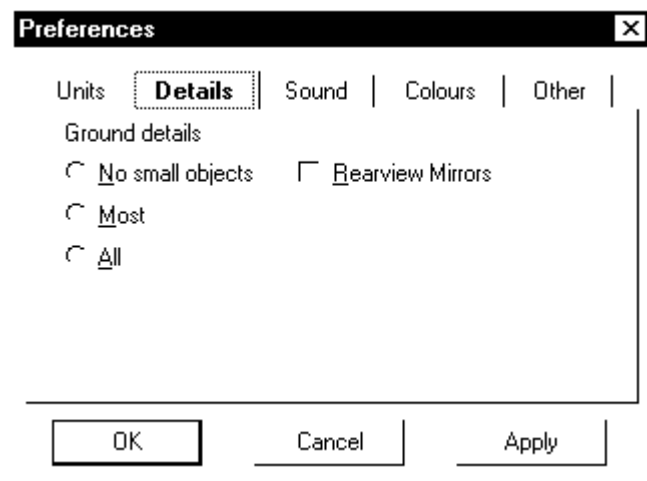 Preferences
Units Details Sound Colours Other
Ground details
No small objects Rearview Mirrors
Most
All
OK Cancel Apply